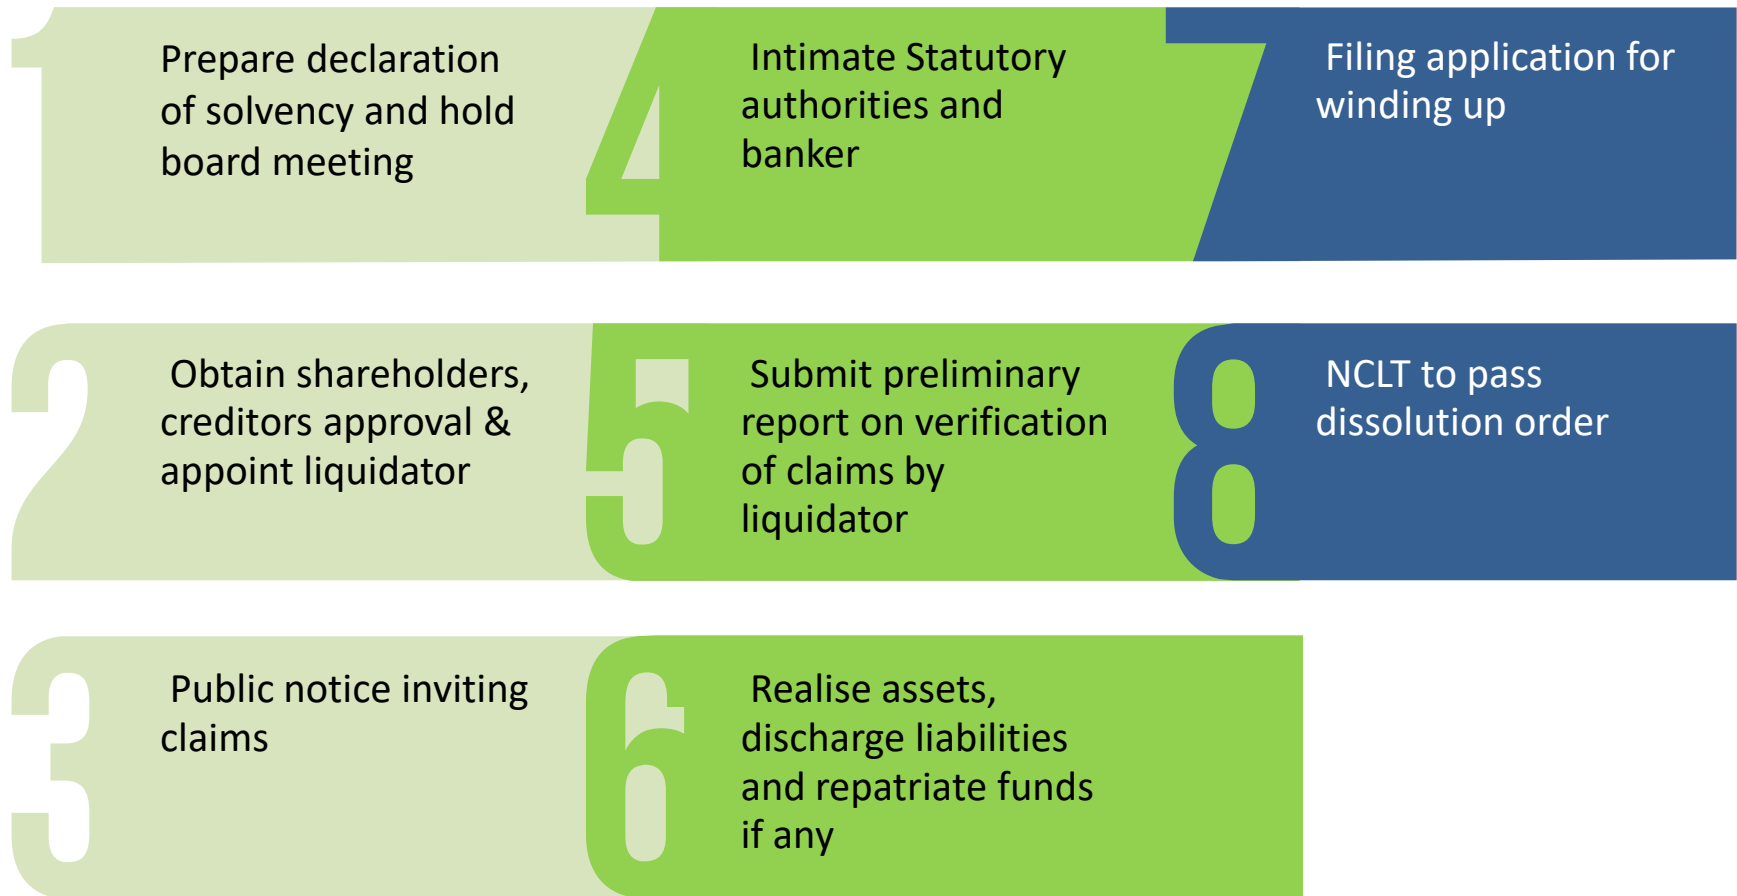 1
Prepare declaration
of solvency and hold
board meeting
2
Obtain shareholders,
creditors approval &
appoint liquidator
3
Public notice inviting
claims
4
Intimate Statutory
authorities and
banker
5
Submit preliminary
report on verification
of claims by
liquidator
6
Realise assets,
discharge liabilities
and repatriate funds
if any
7
Filing application for
winding up
8
NCLT to pass
dissolution order